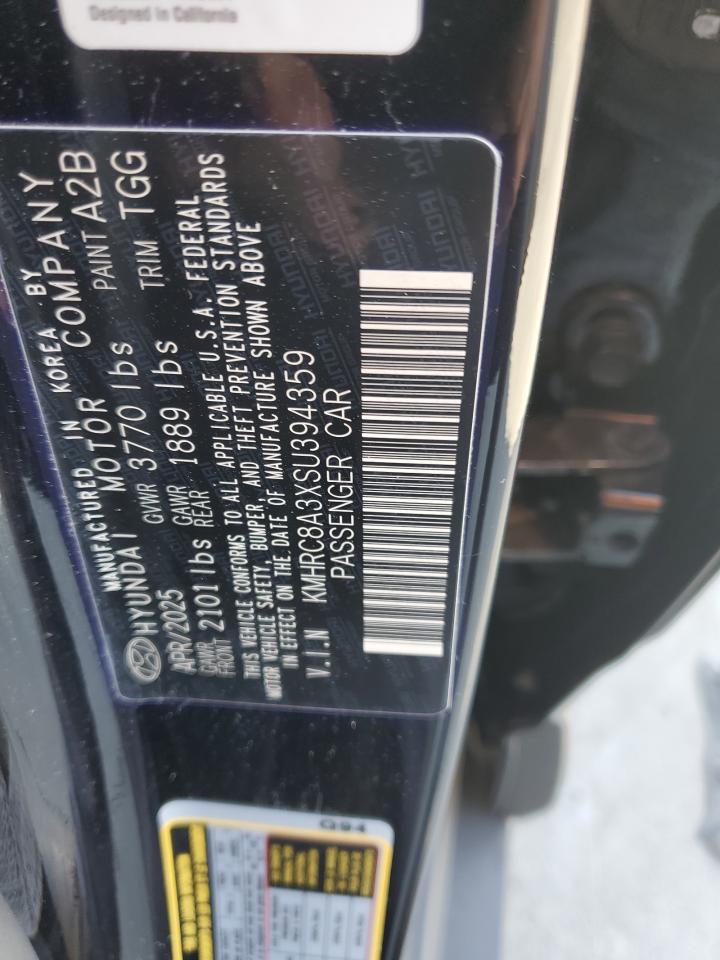 Designed in California
MANUFACTURED IN KOREA BY
HYUNDAI MOTOR COMPANY
APR/2025 GVWR 3770 lbs PAINT A2B
GAWR-FRONT 2101 lbs GAWR REAR 1889 lbs TRIM TGG
THIS VEHICLE CONFORMS TO ALL APPLICABLE U.S.A. FEDERAL
MOTOR VEHICLE SAFETY, BUMPER, AND THEFT PREVENTION STANDARDS
IN EFFECT ON THE DATE OF MANUFACTURE SHOWN ABOVE
V.I.N KMHRC8A3XSU394359
PASSENGER CAR
G94